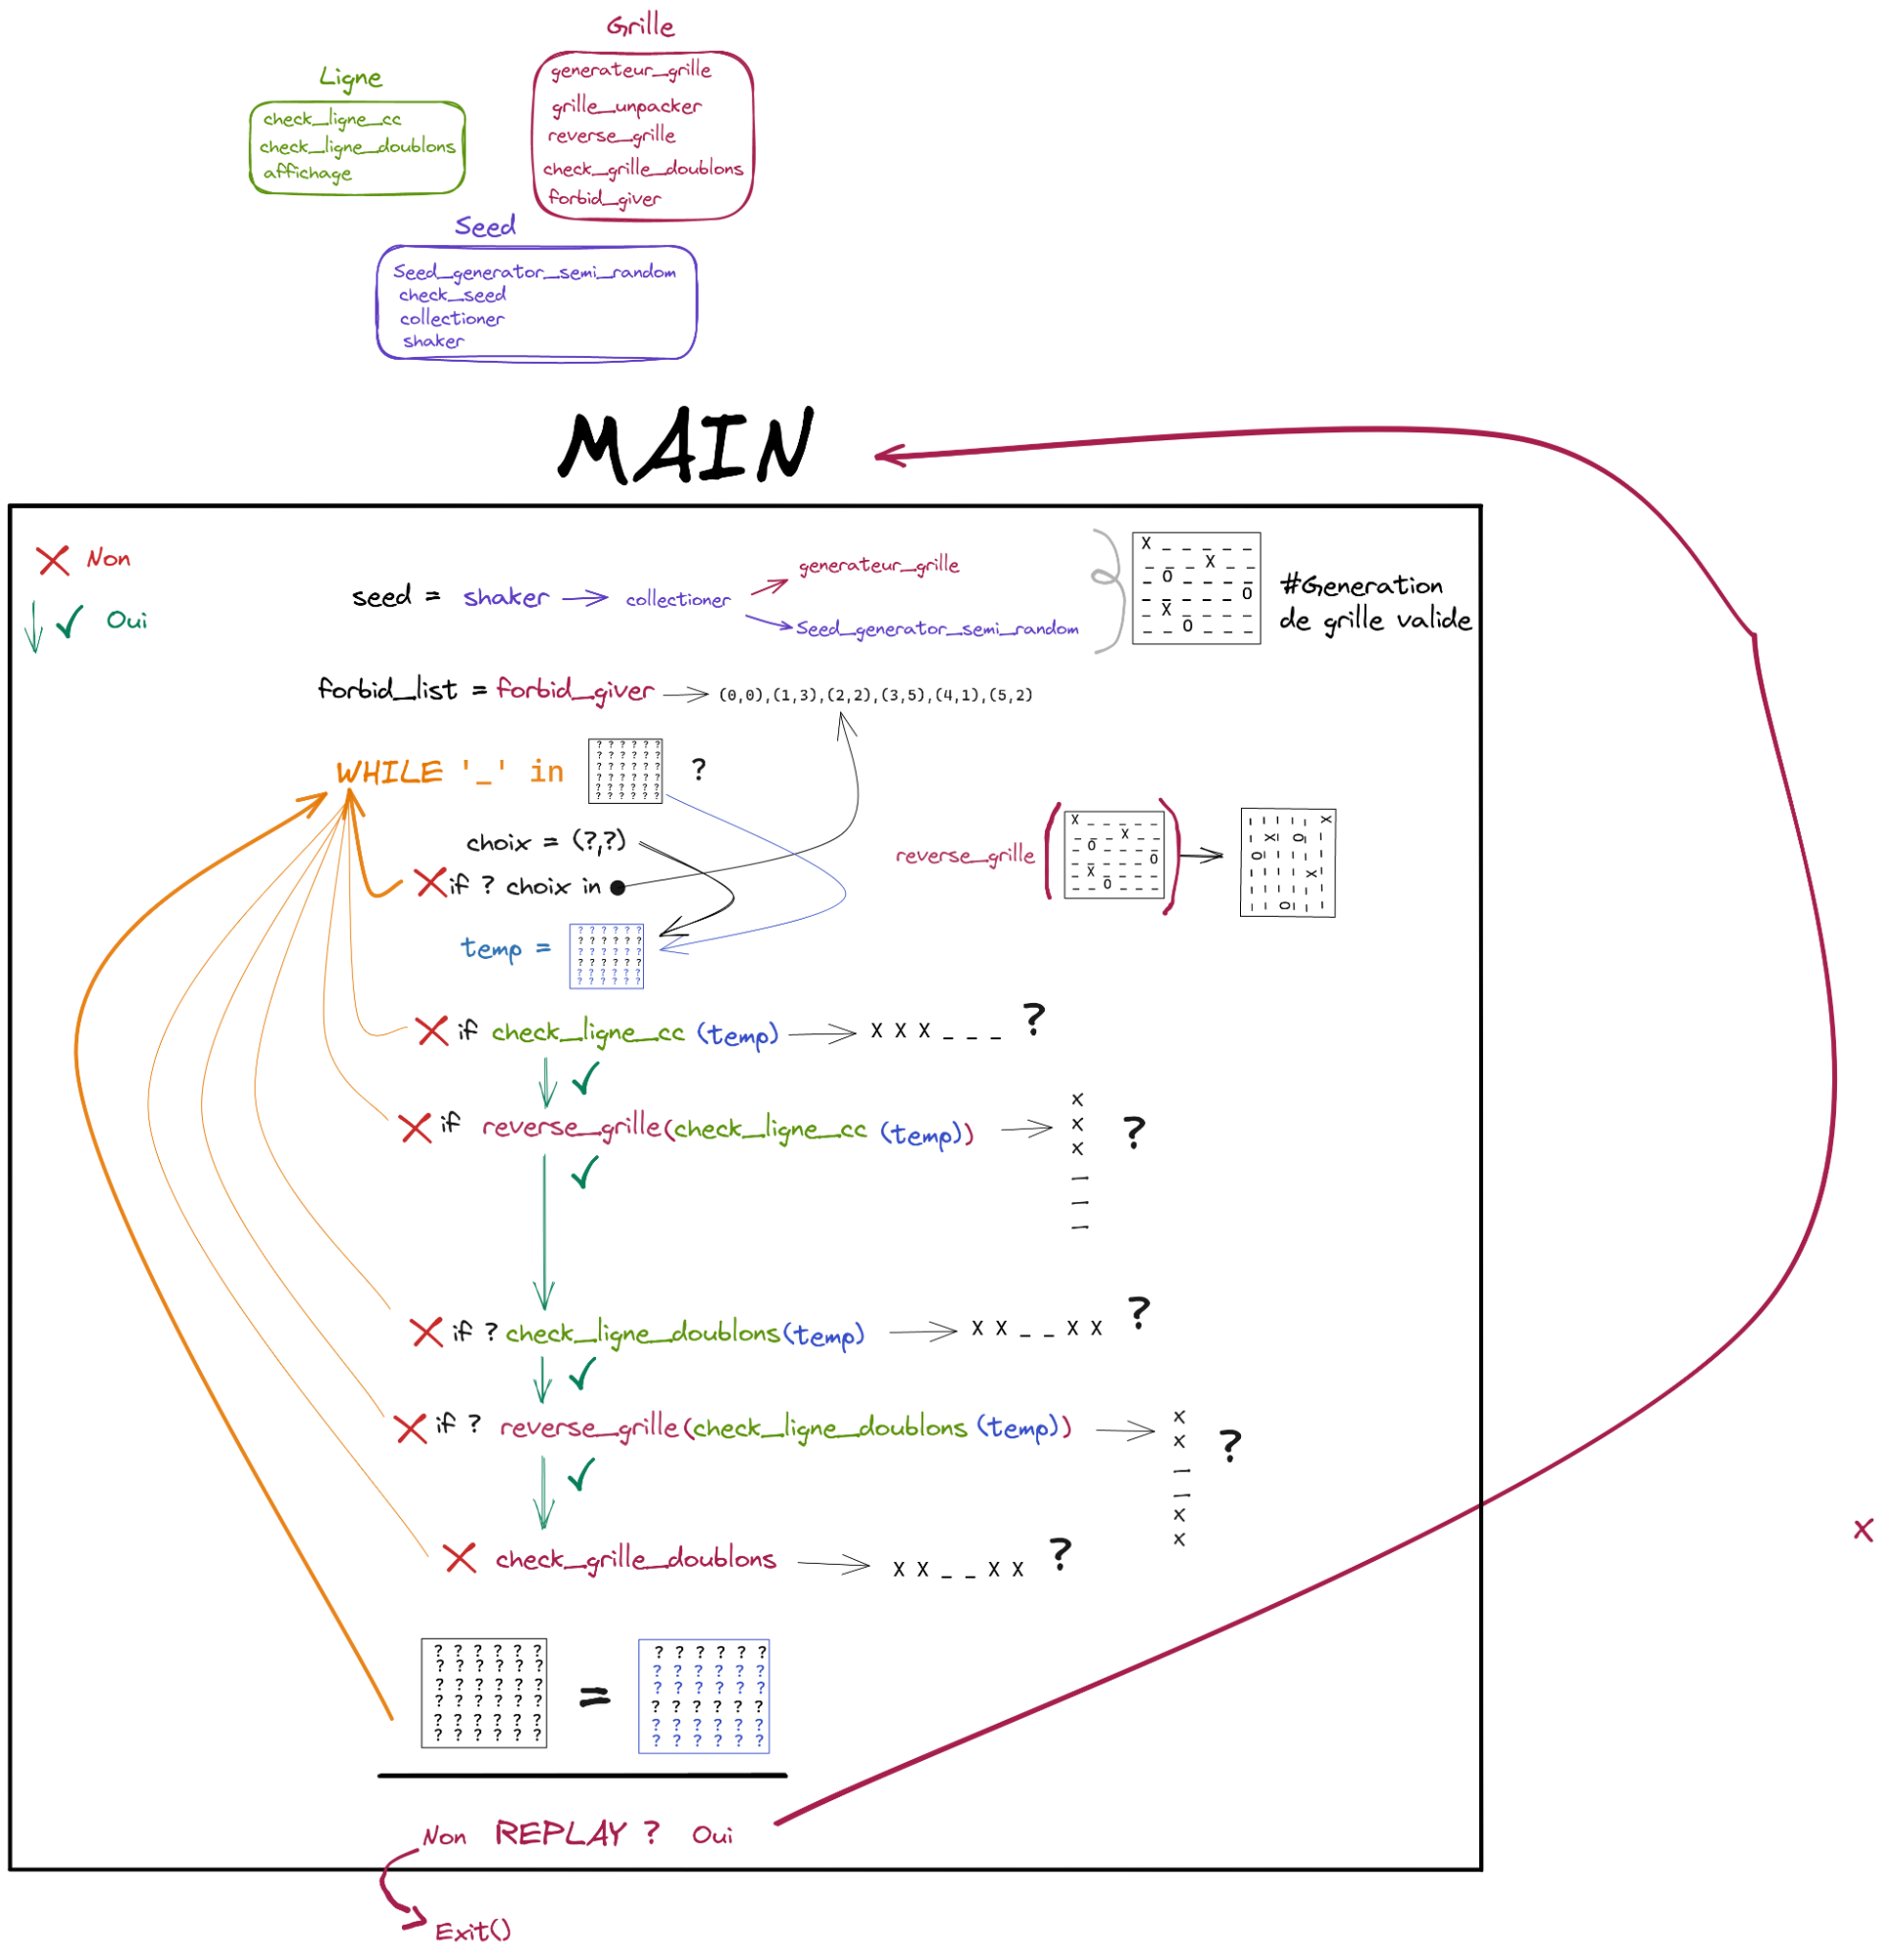 Grille
generateur_grille
grille_unpacker
reverse_grille
check_grille_doublons
forbid_giver
Ligne
check_ligne_cc
check_ligne_doublons
affichage
Seed
Seed_generator_semi_random
check_seed
collectioner
shaker
MAIN
Non
Oui
seed = shaker collectioner
generateur_grille
Seed_generator_semi_random
X _ _ _ _ _
_ _ _ X _ _
_ O _ _ _ _
_ _ _ _ _ O
_ X _ _ _ _
_ _ O _ _ _
#Generation
de grille valide
forbid_list = forbid_giver (0,0),(1,3),(2,2),(3,5),(4,1),(5,2)
WHILE '_' in
? ? ? ? ? ?
? ? ? ? ? ?
? ? ? ? ? ?
? ? ? ? ? ?
? ? ? ? ? ?
? ? ? ? ? ?
?
choix = (?,?)
if ? choix in
reverse_grille
X _ _ _ _ _
_ _ _ X _ _
_ O _ _ _ _
_ _ _ _ _ O
_ X _ _ _ _
_ _ O _ _ _
X _ _ _ _ _
_ _ _ X _ _
_ O _ _ _ _
_ _ _ _ _ O
_ X _ _ _ _
_ _ O _ _ _
temp =
? ? ? ? ? ?
? ? ? ? ? ?
? ? ? ? ? ?
? ? ? ? ? ?
? ? ? ? ? ?
? ? ? ? ? ?
if check_ligne_cc (temp) X X X _ _ _ ?
if reverse_grille(check_ligne_cc (temp))
X
X
X
_
_
_
?
if ? check_ligne_doublons(temp) X X _ _ X X ?
if ? reverse_grille(check_ligne_doublons (temp))
X
X
_
_
X
X
?
x
check_grille_doublons X X _ _ X X ?
? ? ? ? ? ?
? ? ? ? ? ?
? ? ? ? ? ?
? ? ? ? ? ?
? ? ? ? ? ?
? ? ? ? ? ?
=
? ? ? ? ? ?
? ? ? ? ? ?
? ? ? ? ? ?
? ? ? ? ? ?
? ? ? ? ? ?
? ? ? ? ? ?
Non REPLAY ? Oui
Exit()